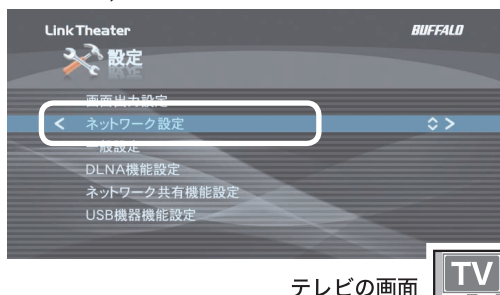 LinkTheater BUFFALO
設定
画面出力設定
ネットワーク設定
一般設定
DLNA機能設定
ネットワーク共有機能設定
USB機器機能設定
テレビの画面 TV